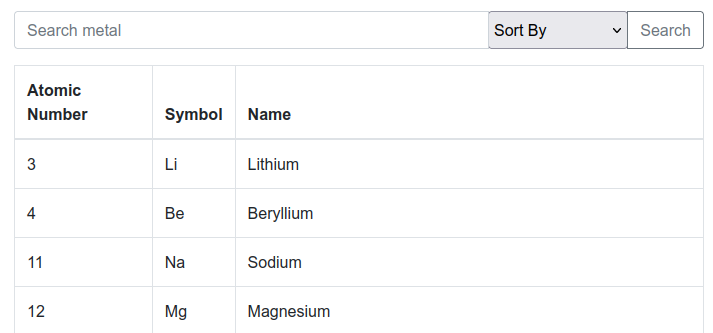 Search metal Sort By Search
Atomic
Number Symbol Name
3 Li Lithium
4 Be Beryllium
11 Na Sodium
12 Mg Magnesium